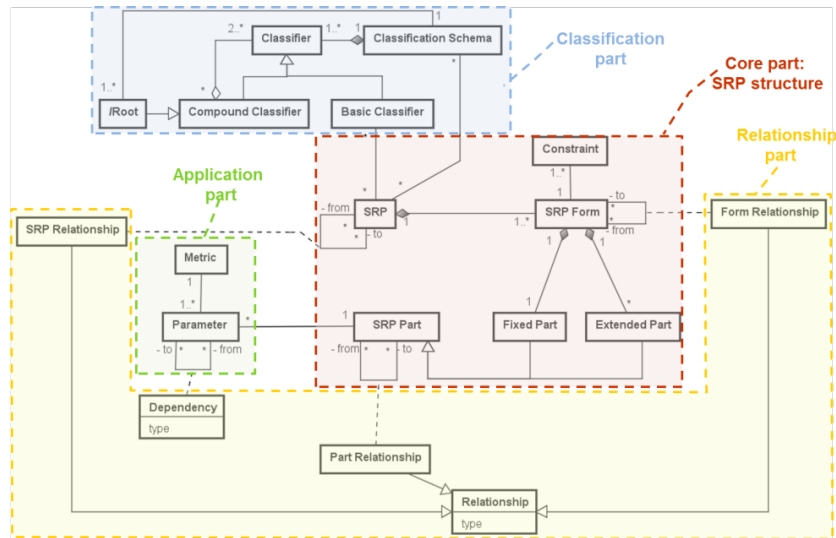 2..*
Classifier
1..*
1
Classification Schema
1
Classification
part
*
*
1..*
/Root
Compound Classifier
Basic Classifier
Core part:
SRP structure
*
Constraint
Relationship
part
1..*
1
Application
part
*
*
- from
SRP
1
1..*
SRP Form
- to
*
*
- from
*
*
- to
1
1
SRP Relationship
Form Relationship
Metric
1
1..*
Parameter
*
1
SRP Part
1
Fixed Part
*
Extended Part
- to
*
*
- from
- from
*
*
- to
Dependency
type
Part Relationship
Relationship
type